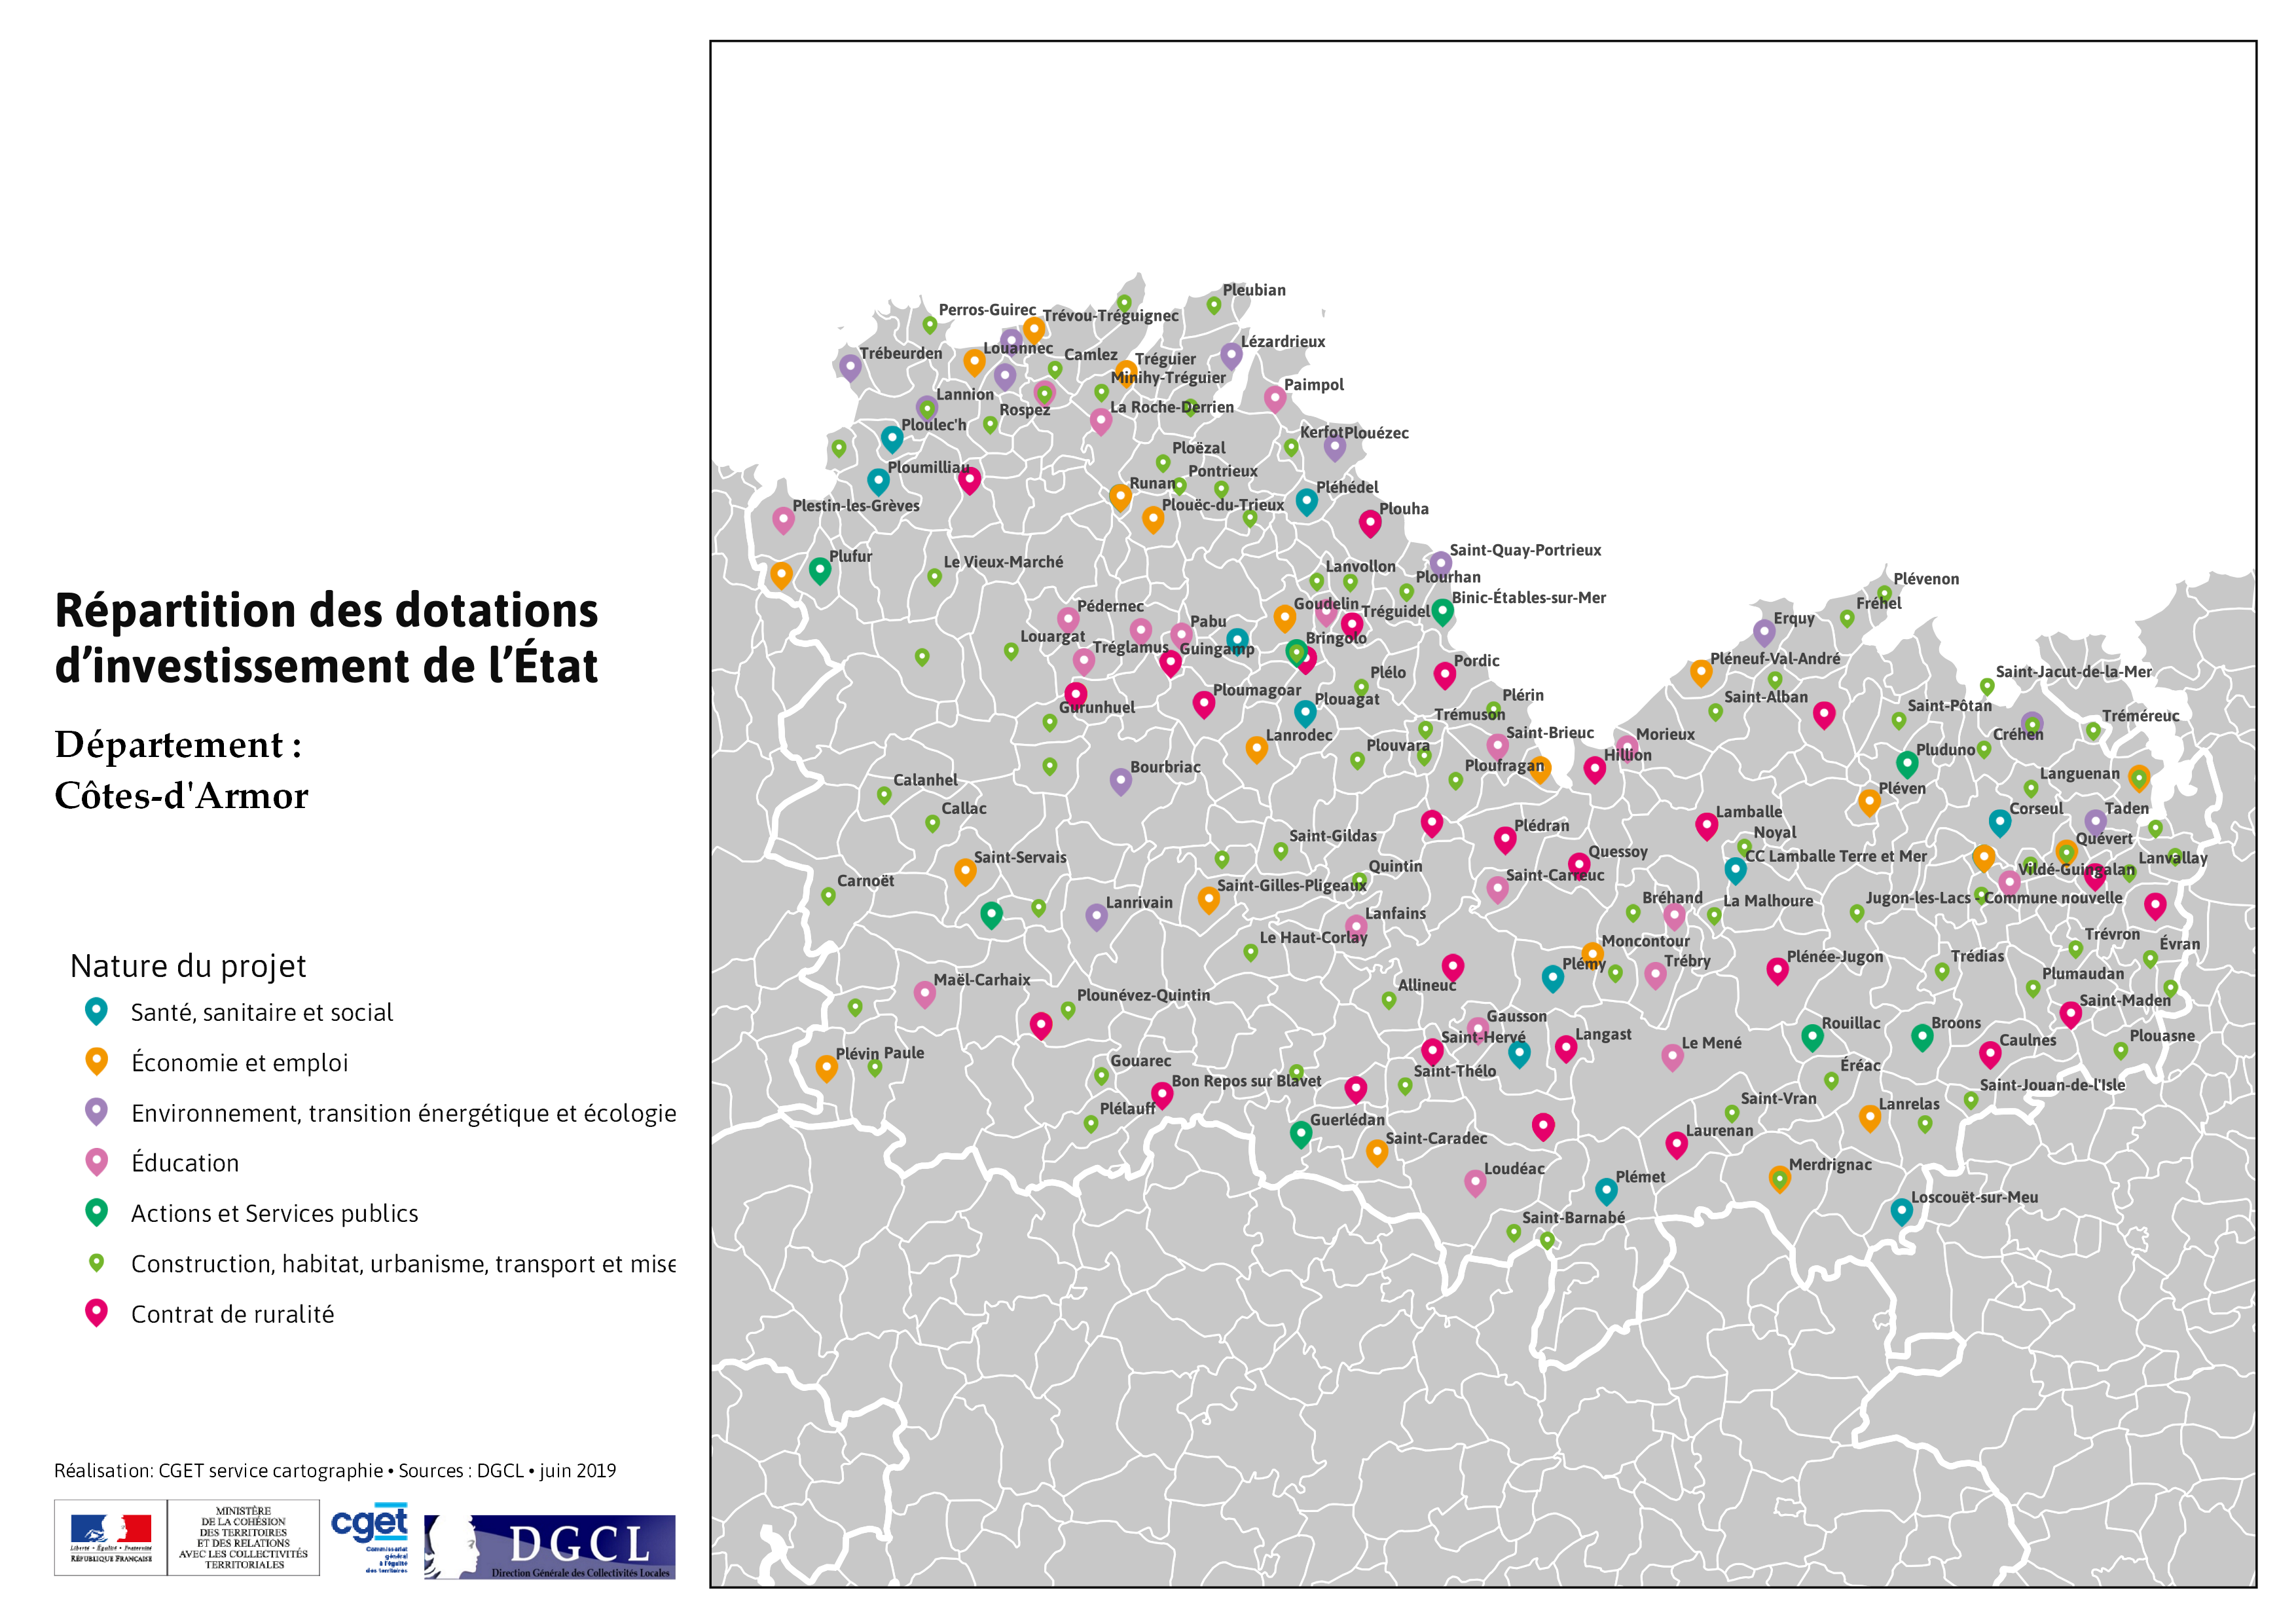 Répartition des dotations
d’investissement de l’État
Département :
Côtes-d'Armor
Nature du projet
Santé, sanitaire et social
Économie et emploi
Environnement, transition énergétique et écologie
Éducation
Actions et Services publics
Construction, habitat, urbanisme, transport et mise
Contrat de ruralité
Réalisation: CGET service cartographie • Sources : DGCL • juin 2019
Liberté • Égalité • Fraternité
RÉPUBLIQUE FRANÇAISE
MINISTÈRE
DE LA COHÉSION
DES TERRITOIRES
ET DES RELATIONS
AVEC LES COLLECTIVITÉS
TERRITORIALES
cget
Commissariat
général
à l'égalité
des territoires
DGCL
Direction Générale des Collectivités Locales
Pleubian
Perros-Guirec
Trévou-Tréguignec
Lézardrieux
Louannec
Trébeurden
Camlez
Tréguier
Minihy-Tréguier
Paimpol
Lannion
La Roche-Derrien
Rospez
Ploulec'h
Kerfot
Plouézec
Ploëzal
Ploumilliau
Pontrieux
Runan
Pléhédel
Plestin-les-Grèves
Plouëc-du-Trieux
Plouha
Saint-Quay-Portrieux
Plufur
Le Vieux-Marché
Lanvollon
Plourhan
Plévenon
Binic-Étables-sur-Mer
Goudelin
Fréhel
Pédernec
Tréguidel
Erquy
Pabu
Louargat
Bringolo
Tréglamus
Guingamp
Pléneuf-Val-André
Pordic
Plélo
Saint-Jacut-de-la-Mer
Ploumagoar
Plouagat
Plérin
Saint-Alban
Gurunhuel
Saint-Pôtan
Trémuson
Tréméreuc
Saint-Brieuc
Lanrodec
Morieux
Créhen
Plouvara
Hillion
Pluduno
Bourbriac
Ploufragan
Languenan
Calanhel
Pléven
Callac
Lamballe
Corseul
Taden
Plédran
Noyal
Saint-Gildas
Quévert
Quessoy
Saint-Servais
CC Lamballe Terre et Mer
Lanvallay
Quintin
Vildé-Guingalan
Saint-Carreuc
Carnoët
Saint-Gilles-Pligeaux
Bréhand
La Malhoure
Jugon-les-Lacs - Commune nouvelle
Lanrivain
Lanfains
Le Haut-Corlay
Moncontour
Trévron
Évran
Plénée-Jugon
Trédias
Plémy
Trébry
Plumaudan
Maël-Carhaix
Allineuc
Plounévez-Quintin
Saint-Maden
Gausson
Rouillac
Broons
Saint-Hervé
Langast
Plouasne
Le Mené
Caulnes
Plévin
Paule
Gouarec
Éréac
Saint-Thélo
Bon Repos sur Blavet
Saint-Jouan-de-l'Isle
Saint-Vran
Plélauff
Lanrelas
Guerlédan
Laurenan
Saint-Caradec
Merdrignac
Loudéac
Plémet
Loscouët-sur-Meu
Saint-Barnabé